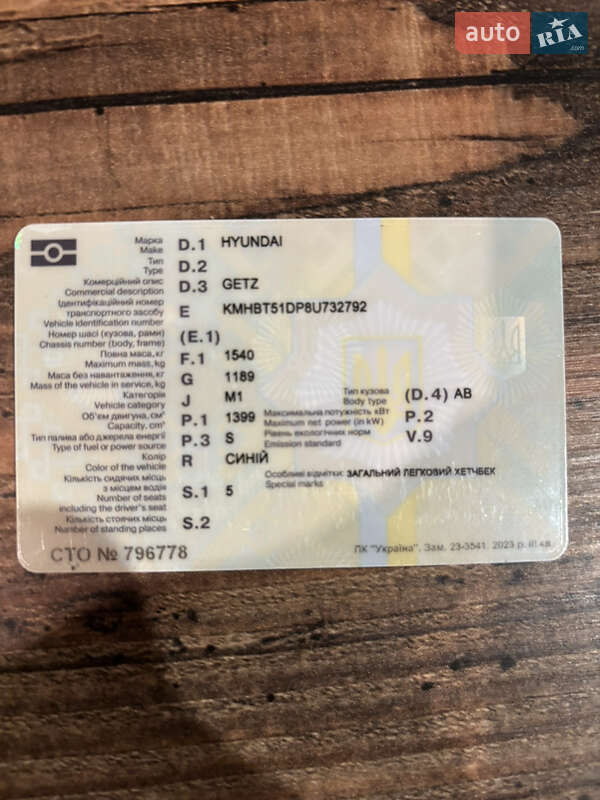 auto RIA .com
Марка D.1 HYUNDAI
Make
Тип D.2
Type
Комерційний опис D.3 GETZ
Commercial description
Ідентифікаційний номер
транспортного засобу E KMHBT51DP8U732792
Vehicle identification number
Номер шасі (кузова, рами) (E.1)
Chassis number (body, frame)
Повна маса, кг F.1 1540
Maximum mass, kg
Маса без навантаження, кг G 1189
Mass of the vehicle in service, kg
Категорія J M1 Тип кузова (D.4) AB
Vehicle category Body type
Об'єм двигуна, см³ P.1 1399 Максимальна потужність кВт P.2
Capacity, cm³ Maximum net power (in kW)
Тип палива або джерела енергії P.3 S Рівень екологічних норм V.9
Type of fuel or power source Emission standard
Колір R СИНІЙ
Color of the vehicle
Кількість сидячих місць Особливі відмітки: ЗАГАЛЬНИЙ ЛЕГКОВИЙ ХЕТЧБЕК
з місцем водія S.1 5 Special marks
Number of seats
including the driver's seat
Кількість стоячих місць S.2
Number of standing places
СТО № 796778 ПК "Україна". Зам. 23-3541. 2023 р. III кв.